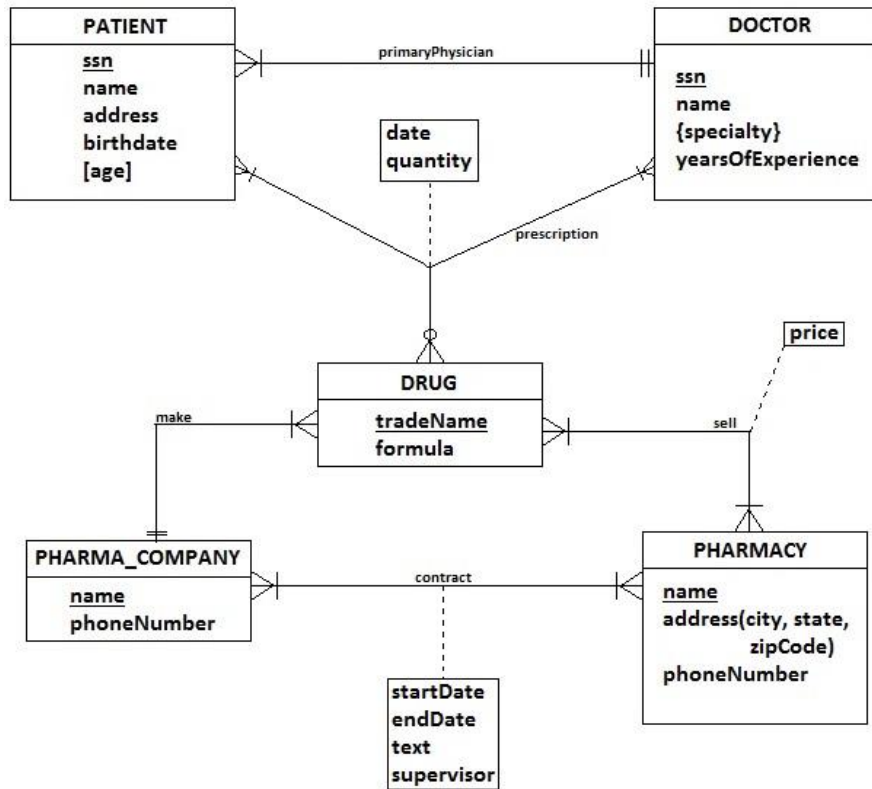 PATIENT
ssn
name
address
birthdate
[age]
primaryPhysician
DOCTOR
ssn
name
{specialty}
yearsOfExperience
date
quantity
prescription
price
DRUG
tradeName
formula
make
sell
PHARMA_COMPANY
name
phoneNumber
contract
PHARMACY
name
address(city, state,
zipCode)
phoneNumber
startDate
endDate
text
supervisor